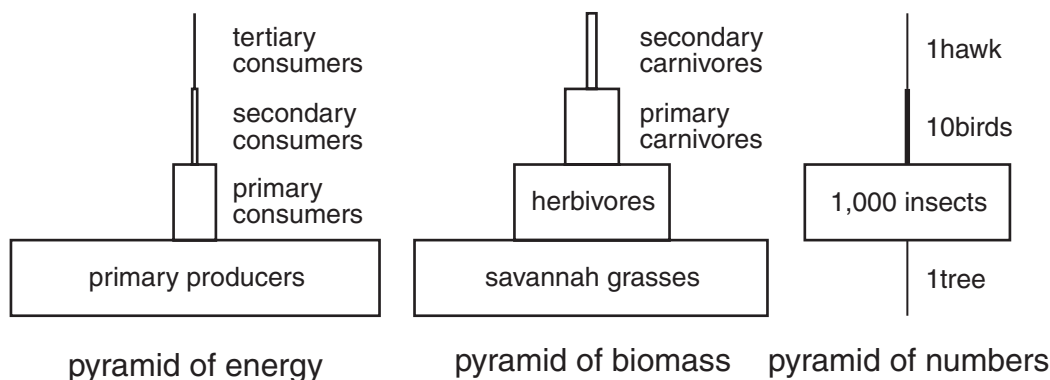 tertiary
consumers
secondary
consumers
primary
consumers
primary producers
pyramid of energy
secondary
carnivores
primary
carnivores
herbivores
savannah grasses
pyramid of biomass
1hawk
10birds
1,000 insects
1tree
pyramid of numbers